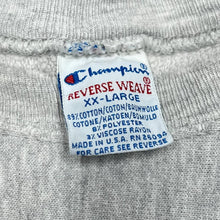 Champion
REVERSE WEAVE
XX-LARGE
89% COTTON/COTON/BAUMWOLLE
COTONE/KATOEN/BOMULD
8% POLYESTER
3% VISCOSE RAYON
MADE IN U.S.A. RN 26094
FOR CARE SEE REVERSE